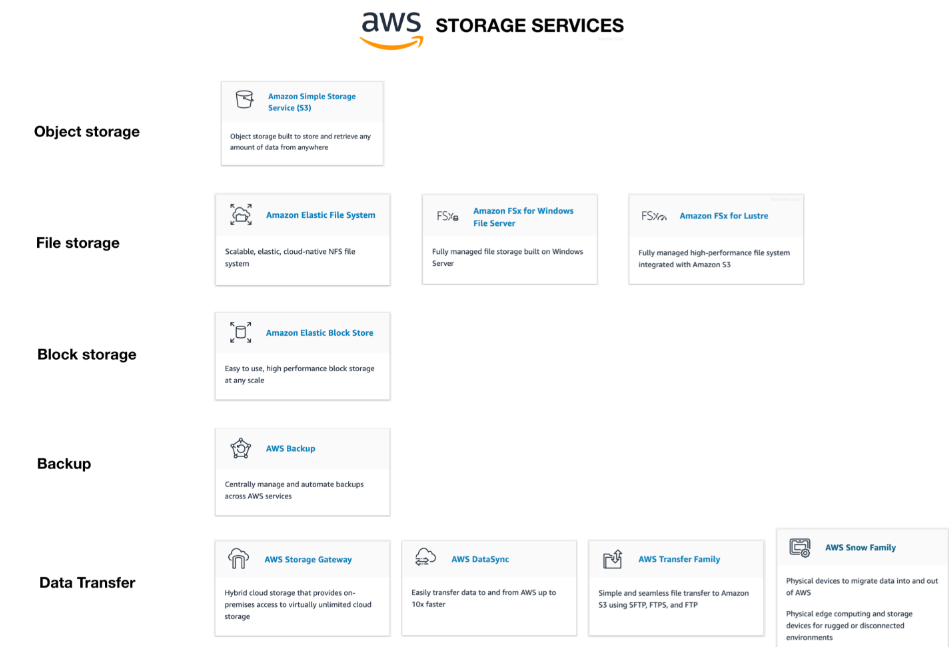 aws STORAGE SERVICES
Object storage
Amazon Simple Storage
Service (S3)
Object storage built to store and retrieve any
amount of data from anywhere
File storage
Amazon Elastic File System
Scalable, elastic, cloud-native NFS file
system
FSx
Amazon FSx for Windows
File Server
Fully managed file storage built on Windows
Server
FSx
Amazon FSx for Lustre
Fully managed high-performance file system
integrated with Amazon S3
Block storage
Amazon Elastic Block Store
Easy to use, high performance block storage
at any scale
Backup
AWS Backup
Centrally manage and automate backups
across AWS services
Data Transfer
AWS Storage Gateway
Hybrid cloud storage that provides on-
premises access to virtually unlimited cloud
storage
AWS DataSync
Easily transfer data to and from AWS up to
10x faster
AWS Transfer Family
Simple and seamless file transfer to Amazon
S3 using SFTP, FTPS, and FTP
AWS Snow Family
Physical devices to migrate data into and out
of AWS
Physical edge computing and storage
devices for rugged or disconnected
environments